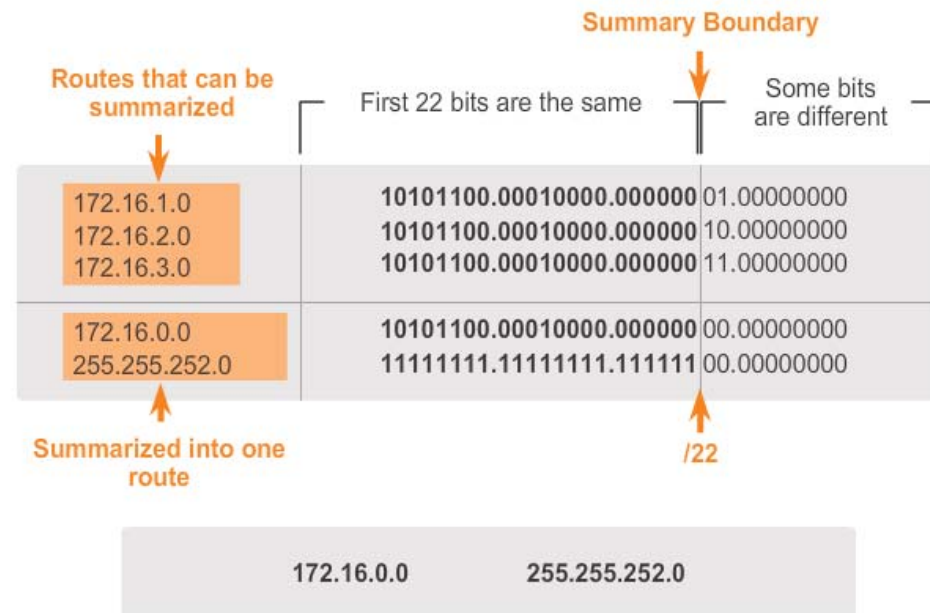 Summary Boundary
Routes that can be
summarized
First 22 bits are the same
Some bits
are different
172.16.1.0 10101100.00010000.000000 01.00000000
172.16.2.0 10101100.00010000.000000 10.00000000
172.16.3.0 10101100.00010000.000000 11.00000000
172.16.0.0 10101100.00010000.000000 00.00000000
255.255.252.0 11111111.11111111.111111 00.00000000
Summarized into one
route
/22
172.16.0.0 255.255.252.0